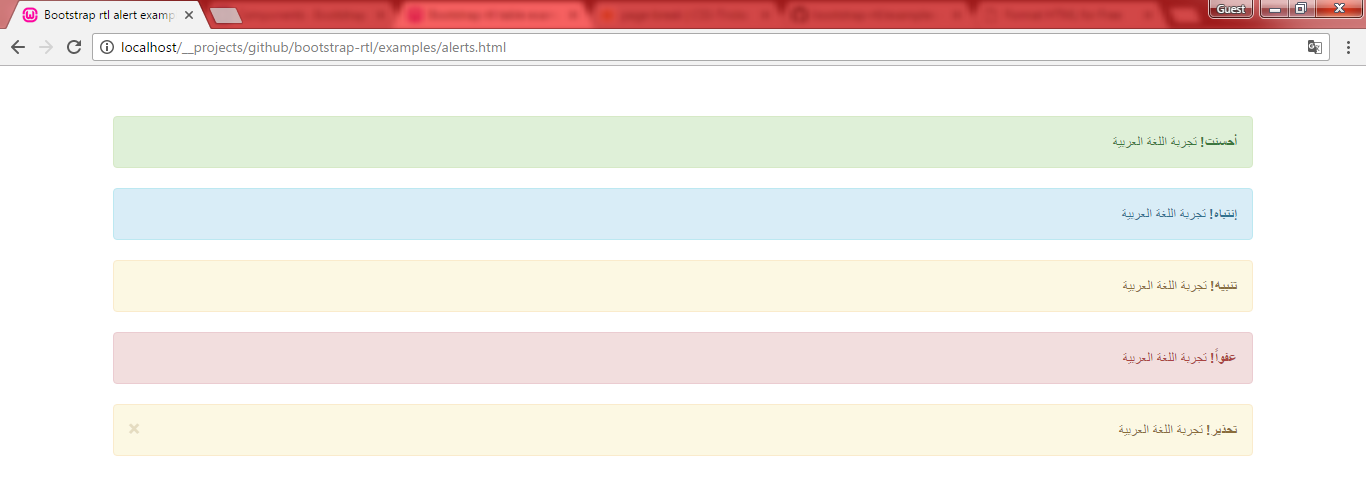 Bootstrap rtl alert examp
Guest
localhost/__projects/github/bootstrap-rtl/examples/alerts.html
أحسنت! تجربة اللغة العربية
إنتباه! تجربة اللغة العربية
تنبيه! تجربة اللغة العربية
عفواً! تجربة اللغة العربية
تحذير! تجربة اللغة العربية
×